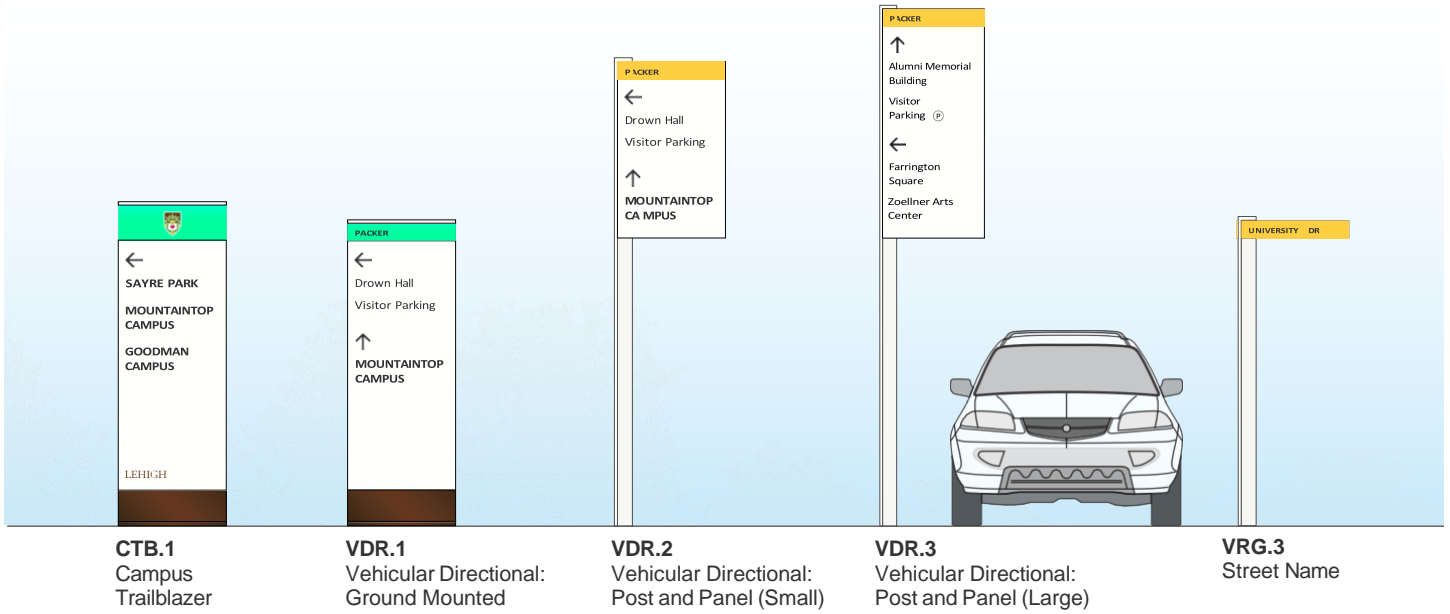 SAYRE PARK
MOUNTAINTOP
CAMPUS
GOODMAN
CAMPUS
LEHIGH
PACKER
Drown Hall
Visitor Parking
MOUNTAINTOP
CAMPUS
PACKER
Drown Hall
Visitor Parking
MOUNTAINTOP
CA MPUS
PACKER
Alumni Memorial
Building
Visitor
Parking P
Farrington
Square
Zoellner Arts
Center
UNIVERSITY DR
CTB.1
Campus
Trailblazer
VDR.1
Vehicular Directional:
Ground Mounted
VDR.2
Vehicular Directional:
Post and Panel (Small)
VDR.3
Vehicular Directional:
Post and Panel (Large)
VRG.3
Street Name